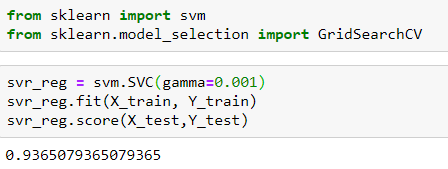 from sklearn import svm
from sklearn.model_selection import GridSearchCV
svr_reg = svm.SVC(gamma=0.001)
svr_reg.fit(X_train, Y_train)
svr_reg.score(X_test,Y_test)
0.9365079365079365